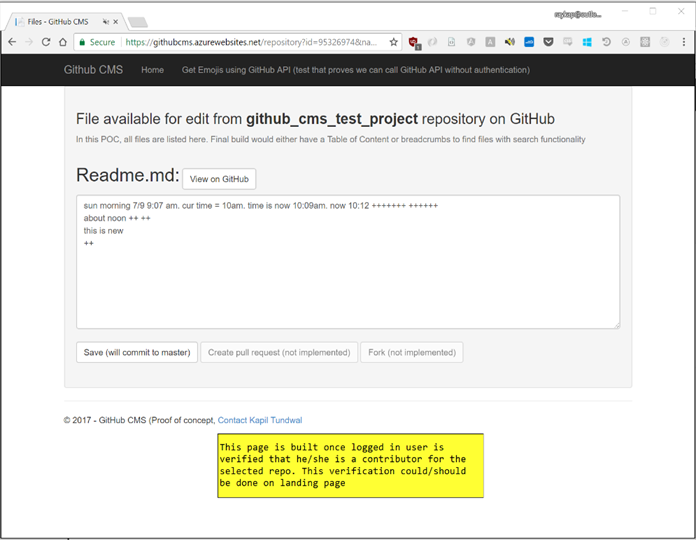 Files - GitHub CMS
Secure | https://githubcms.azurewebsites.net/repository?id=95326974&na...
Github CMS Home Get Emojis using GitHub API (test that proves we can call GitHub API without authentication)
File available for edit from github_cms_test_project repository on GitHub
In this POC, all files are listed here. Final build would either have a Table of Content or breadcrumbs to find files with search functionality
Readme.md: View on GitHub
sun morning 7/9 9:07 am. cur time = 10am. time is now 10:09am. now 10:12 +++++++ ++++++
about noon ++ ++
this is new
++
Save (will commit to master) Create pull request (not implemented) Fork (not implemented)
© 2017 - GitHub CMS (Proof of concept, Contact Kapil Tundwal
This page is built once logged in user is
verified that he/she is a contributor for the
selected repo. This verification could/should
be done on landing page